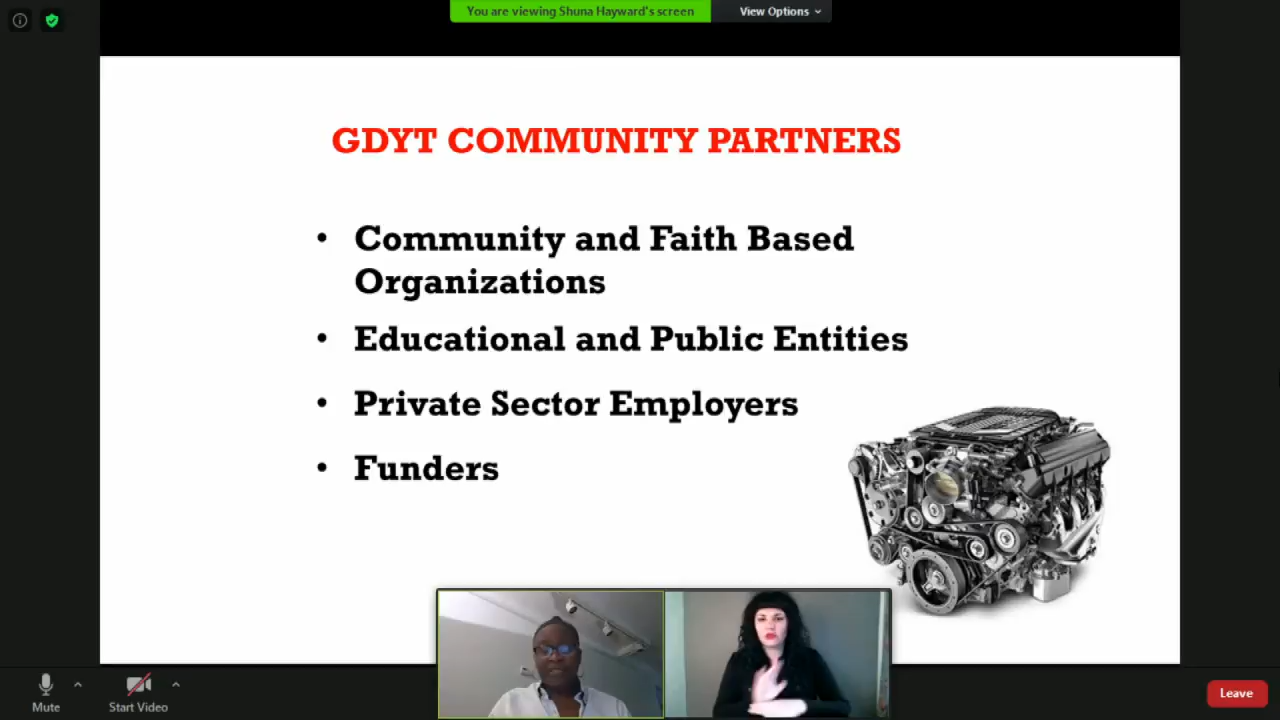 You are viewing Shuna Hayward's screen
View Options
GDYT COMMUNITY PARTNERS
• Community and Faith Based
Organizations
• Educational and Public Entities
• Private Sector Employers
• Funders
Mute
Start Video
Leave